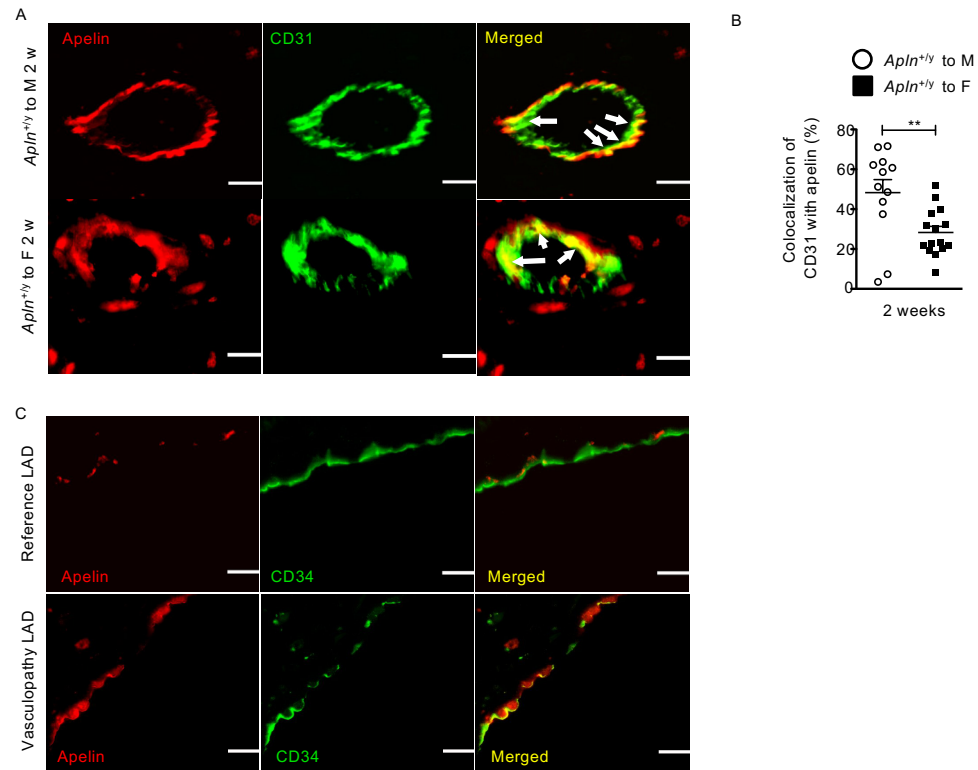 A
Apln+/y to M 2 w
Apelin
CD31
Merged
Apln+/y to F 2 w
B
Apln+/y to M
Apln+/y to F
Colocalization of
CD31 with apelin (%)
80
60
40
20
0
**
2 weeks
C
Reference LAD
Apelin
CD34
Merged
Vasculopathy LAD
Apelin
CD34
Merged